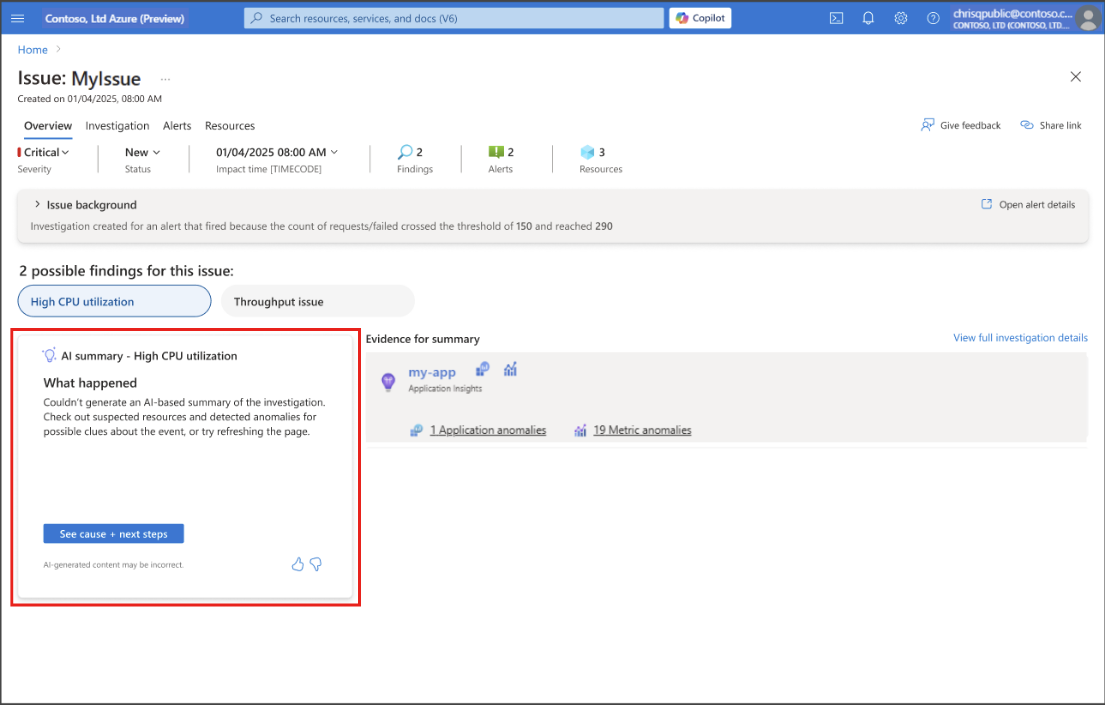 Contoso, Ltd Azure (Preview)
Search resources, services, and docs (V6)
Copilot
chrisqpublic@contoso.c...
CONTOSO, LTD (CONTOSO, LTD....
Home
Issue: MyIssue ...
Created on 01/04/2025, 08:00 AM
Overview Investigation Alerts Resources
Give feedback Share link
Critical New 01/04/2025 08:00 AM 2 2 3
Severity Status Impact time [TIMECODE] Findings Alerts Resources
Issue background
Open alert details
Investigation created for an alert that fired because the count of requests/failed crossed the threshold of 150 and reached 290
2 possible findings for this issue:
High CPU utilization Throughput issue
AI summary - High CPU utilization
What happened
Couldn't generate an AI-based summary of the investigation.
Check out suspected resources and detected anomalies for
possible clues about the event, or try refreshing the page.
See cause + next steps
AI-generated content may be incorrect.
Evidence for summary
View full investigation details
my-app
Application Insights
1 Application anomalies 19 Metric anomalies